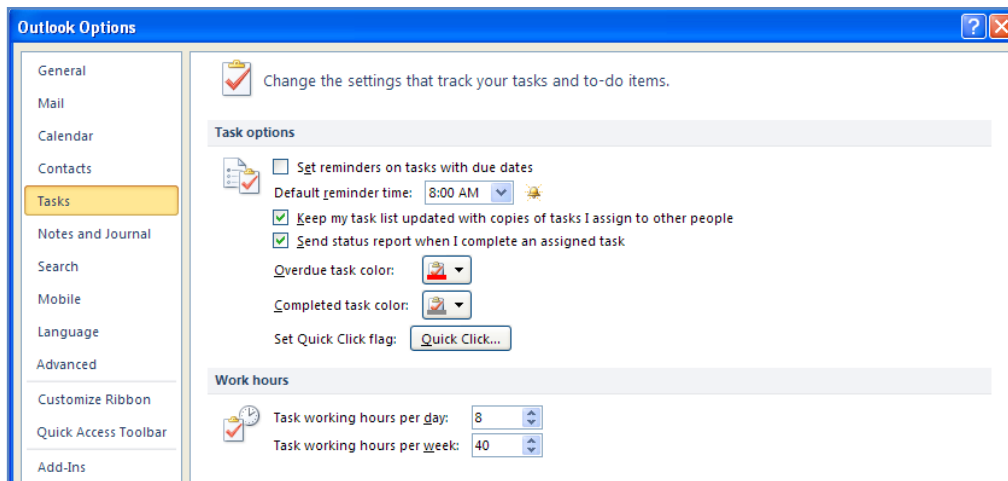 Outlook Options
General
Mail
Calendar
Contacts
Tasks
Notes and Journal
Search
Mobile
Language
Advanced
Customize Ribbon
Quick Access Toolbar
Add-Ins
Change the settings that track your tasks and to-do items.
Task options
Set reminders on tasks with due dates
Default reminder time: 8:00 AM
Keep my task list updated with copies of tasks I assign to other people
Send status report when I complete an assigned task
Overdue task color:
Completed task color:
Set Quick Click flag: Quick Click...
Work hours
Task working hours per day: 8
Task working hours per week: 40